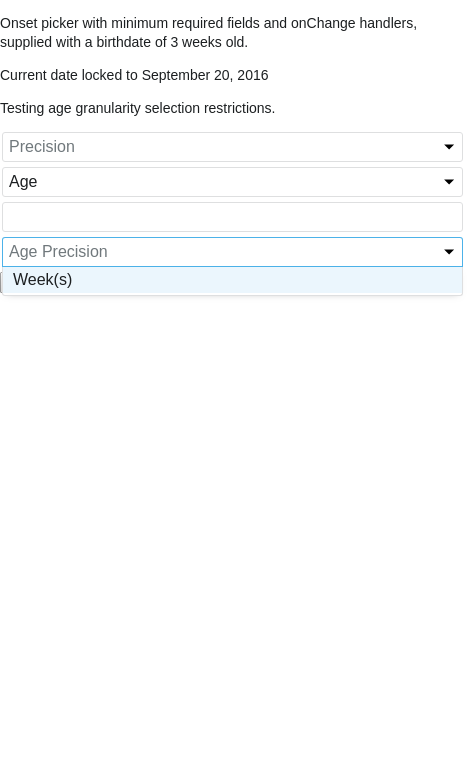 Onset picker with minimum required fields and onChange handlers,
supplied with a birthdate of 3 weeks old.
Current date locked to September 20, 2016
Testing age granularity selection restrictions.
Precision
Age
Age Precision
Week(s)